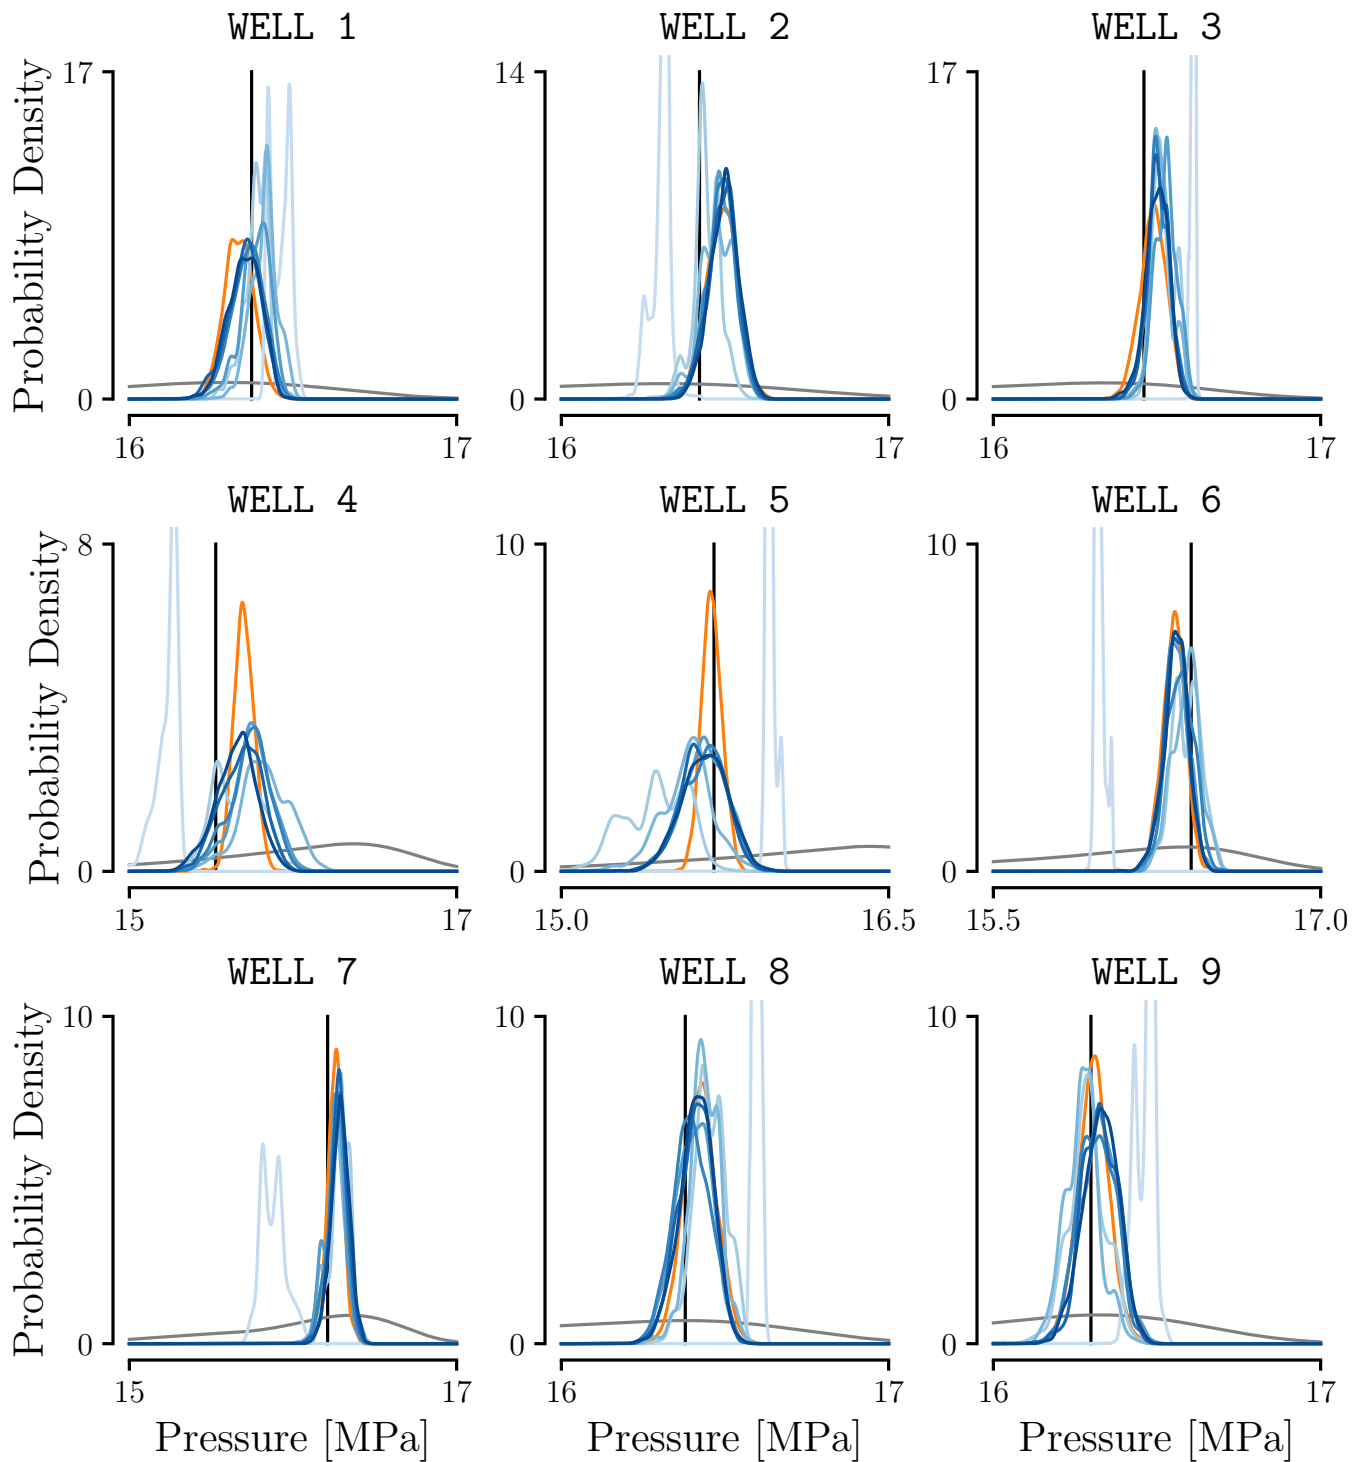 WELL 1 WELL 2 WELL 3
Probability Density
17 14 17
0 0 0
16 17 16 17 16 17
WELL 4 WELL 5 WELL 6
Probability Density
8 10 10
0 0 0
15 17 15.0 16.5 15.5 17.0
WELL 7 WELL 8 WELL 9
Probability Density
10 10 10
0 0 0
15 17 16 17 16 17
Pressure [MPa] Pressure [MPa] Pressure [MPa]